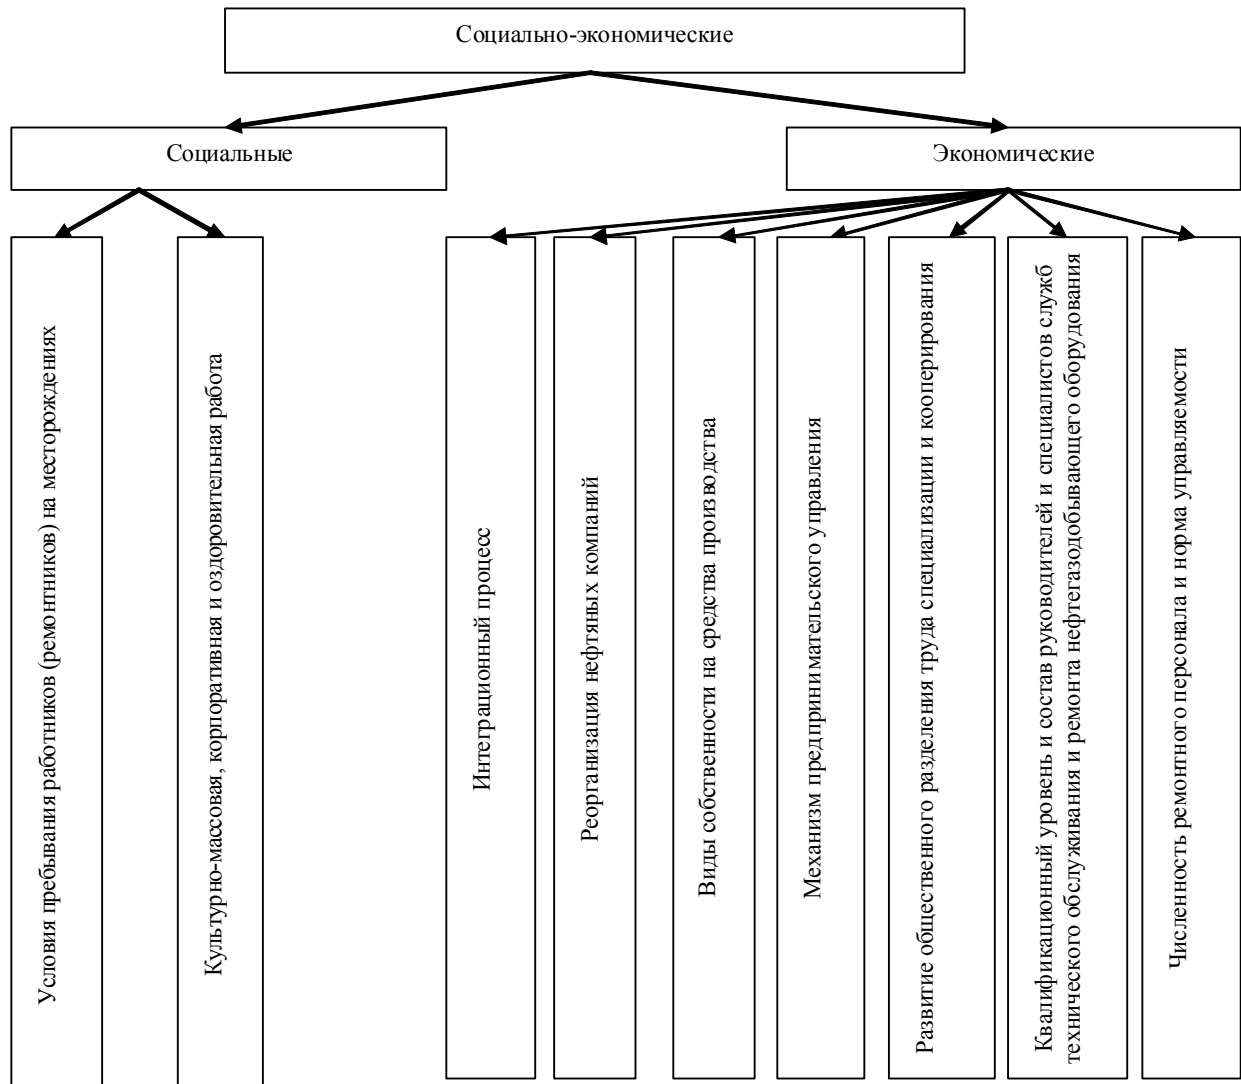 Социально-экономические
Социальные
Экономические
Условия пребывания работников (ремонтников) на месторождениях
Культурно-массовая, корпоративная и оздоровительная работа
Интеграционный процесс
Реорганизация нефтяных компаний
Виды собственности на средства производства
Механизм предпринимательского управления
Развитие общественного разделения труда специализации и кооперирования
Квалификационный уровень и состав руководителей и специалистов служб
технического обслуживания и ремонта нефтегазодобывающего оборудования
Численность ремонтного персонала и норма управляемости